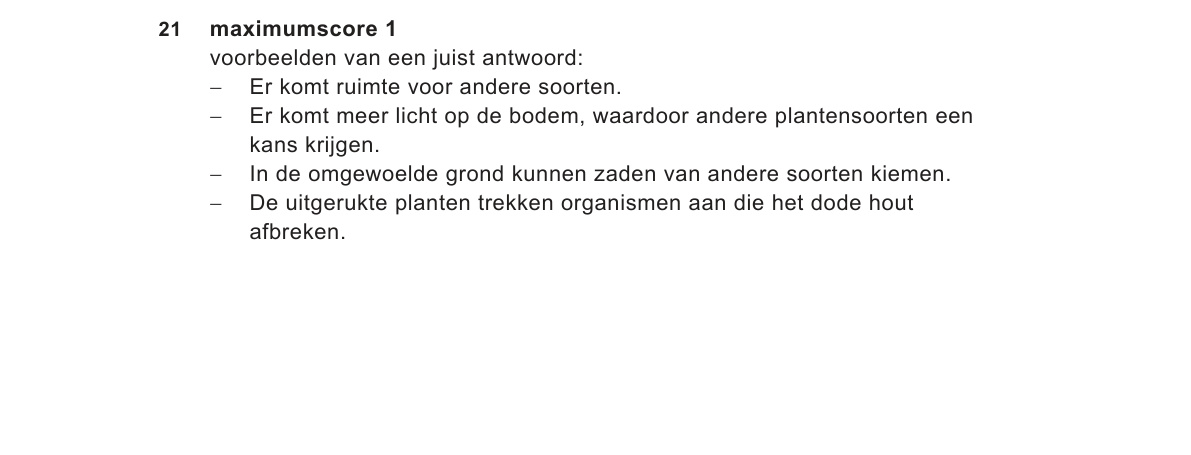 21 maximumscore 1
voorbeelden van een juist antwoord:
− Er komt ruimte voor andere soorten.
− Er komt meer licht op de bodem, waardoor andere plantensoorten een
kans krijgen.
− In de omgewoelde grond kunnen zaden van andere soorten kiemen.
− De uitgerukte planten trekken organismen aan die het dode hout
afbreken.